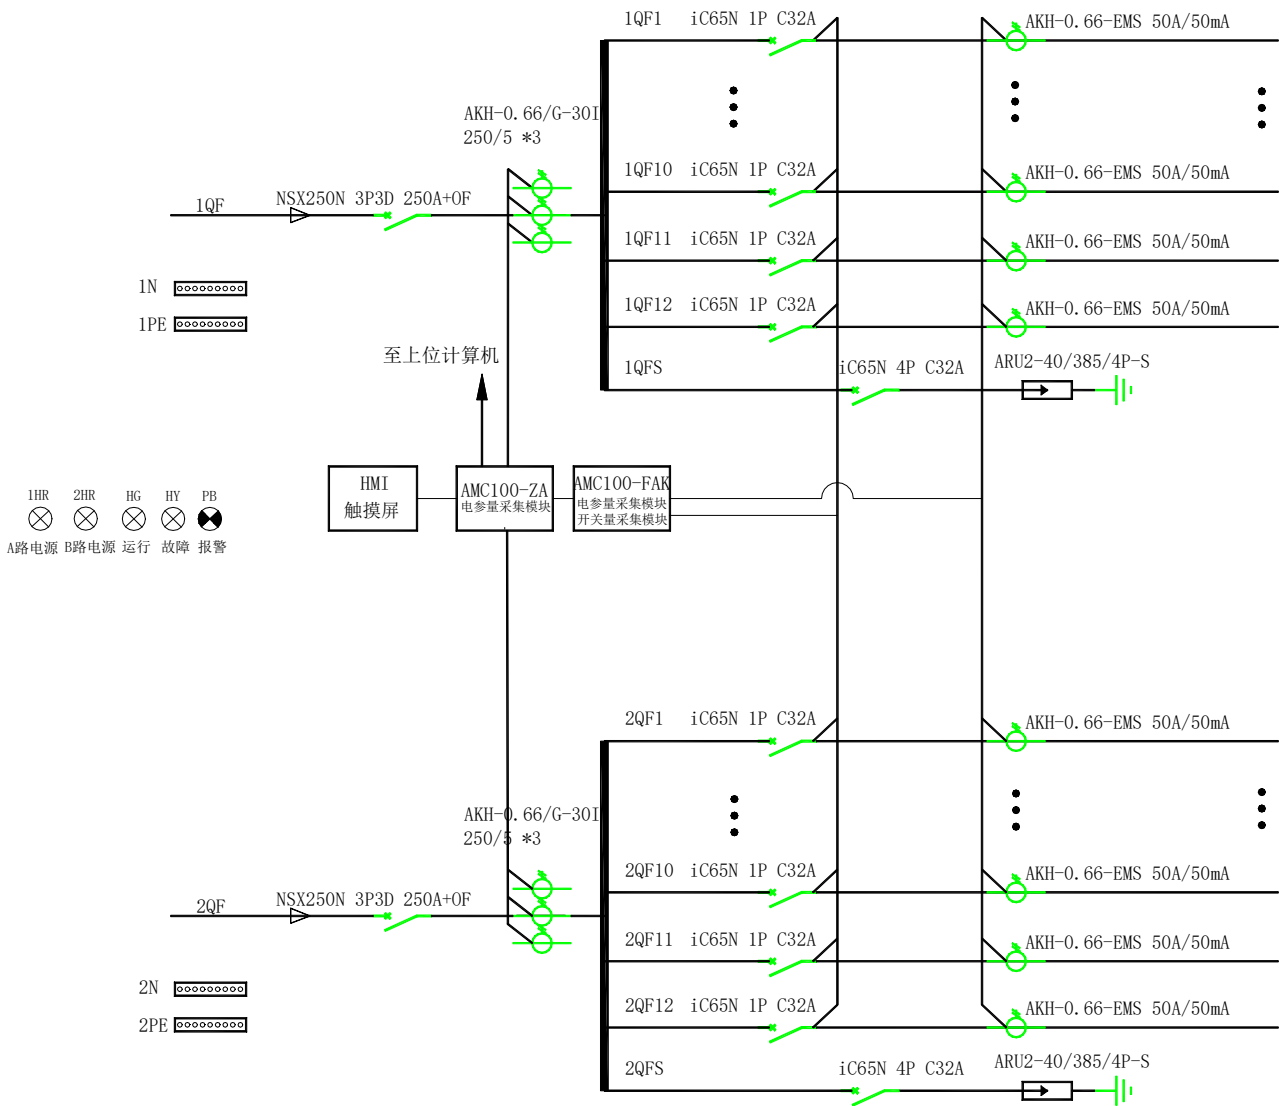 1QF1 iC65N 1P C32A AKH-0.66-EMS 50A/50mA
AKH-0.66/G-30I
250/5 *3
1QF10 iC65N 1P C32A AKH-0.66-EMS 50A/50mA
1QF NSX250N 3P3D 250A+OF
1QF11 iC65N 1P C32A AKH-0.66-EMS 50A/50mA
1N
1QF12 iC65N 1P C32A AKH-0.66-EMS 50A/50mA
1PE
至上位计算机
1QFS iC65N 4P C32A ARU2-40/385/4P-S
HMI
触摸屏
AMC100-ZA
电参量采集模块
AMC100-FAK
电参量采集模块
开关量采集模块
1HR 2HR HG HY PB
A路电源 B路电源 运行 故障 报警
2QF1 iC65N 1P C32A AKH-0.66-EMS 50A/50mA
AKH-0.66/G-30I
250/5 *3
2QF10 iC65N 1P C32A AKH-0.66-EMS 50A/50mA
2QF NSX250N 3P3D 250A+OF
2QF11 iC65N 1P C32A AKH-0.66-EMS 50A/50mA
2N
2QF12 iC65N 1P C32A AKH-0.66-EMS 50A/50mA
2PE
2QFS iC65N 4P C32A ARU2-40/385/4P-S